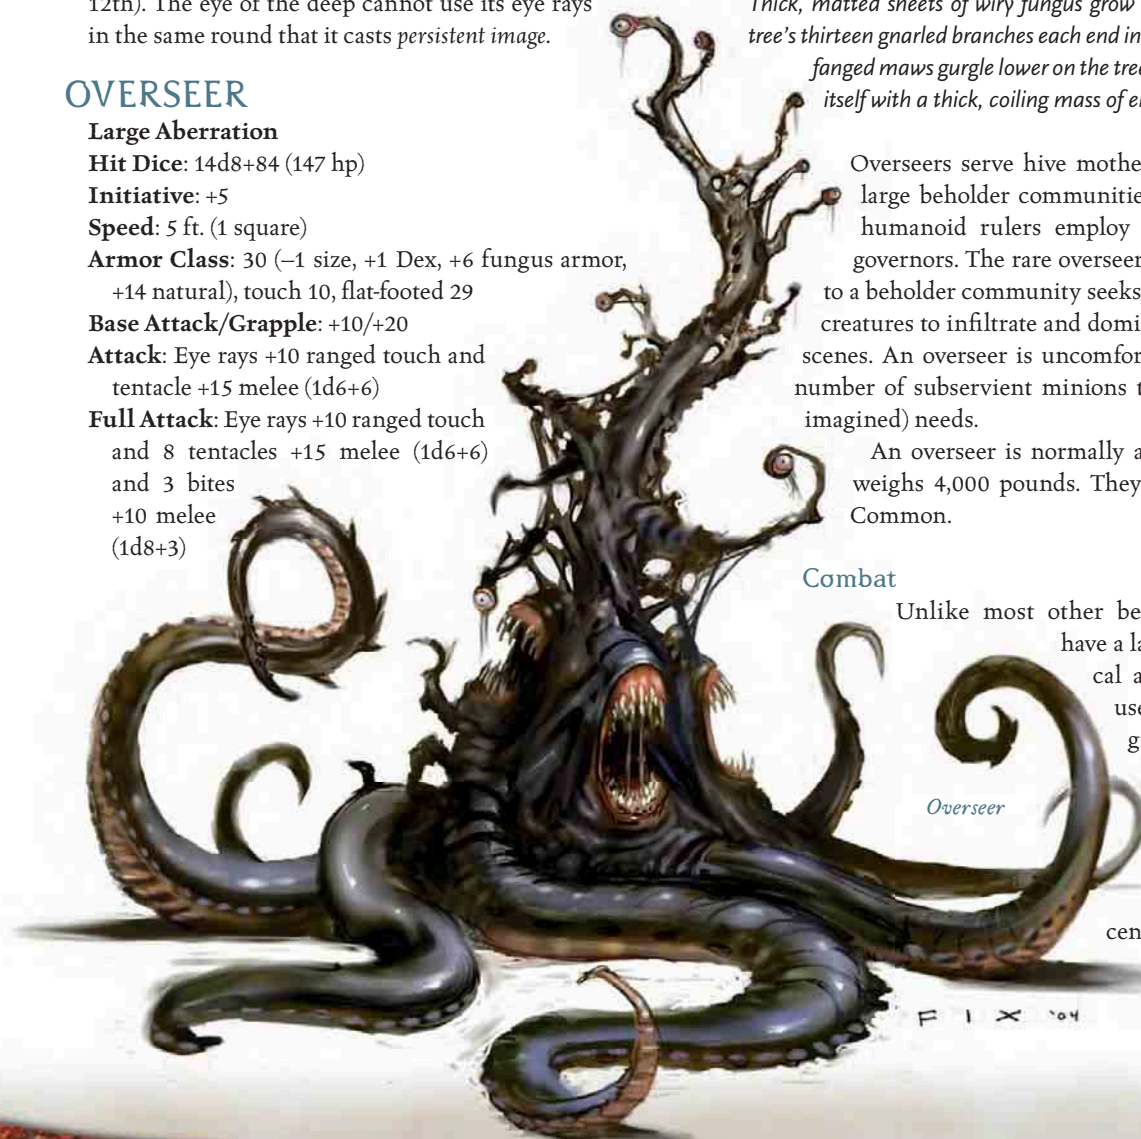 12th). The eye of the deep cannot use its eye rays
in the same round that it casts persistent image.
OVERSEER
Large Aberration
Hit Dice: 14d8+84 (147 hp)
Initiative: +5
Speed: 5 ft. (1 square)
Armor Class: 30 (–1 size, +1 Dex, +6 fungus armor,
+14 natural), touch 10, flat-footed 29
Base Attack/Grapple: +10/+20
Attack: Eye rays +10 ranged touch and
tentacle +15 melee (1d6+6)
Full Attack: Eye rays +10 ranged touch
and 8 tentacles +15 melee (1d6+6)
and 3 bites
+10 melee
(1d8+3)
Thick, matted sheets of wiry fungus grow
tree's thirteen gnarled branches each end in
fanged maws gurgle lower on the tree
itself with a thick, coiling mass of
Overseers serve hive mothe
large beholder communitie
humanoid rulers employ
governors. The rare overseer
to a beholder community seeks
creatures to infiltrate and domi
scenes. An overseer is uncomfor
number of subservient minions t
imagined) needs.
An overseer is normally a
weighs 4,000 pounds. They
Common.
Combat
Unlike most other be
have a la
cal a
use
g
Overseer
cen
FIX '04